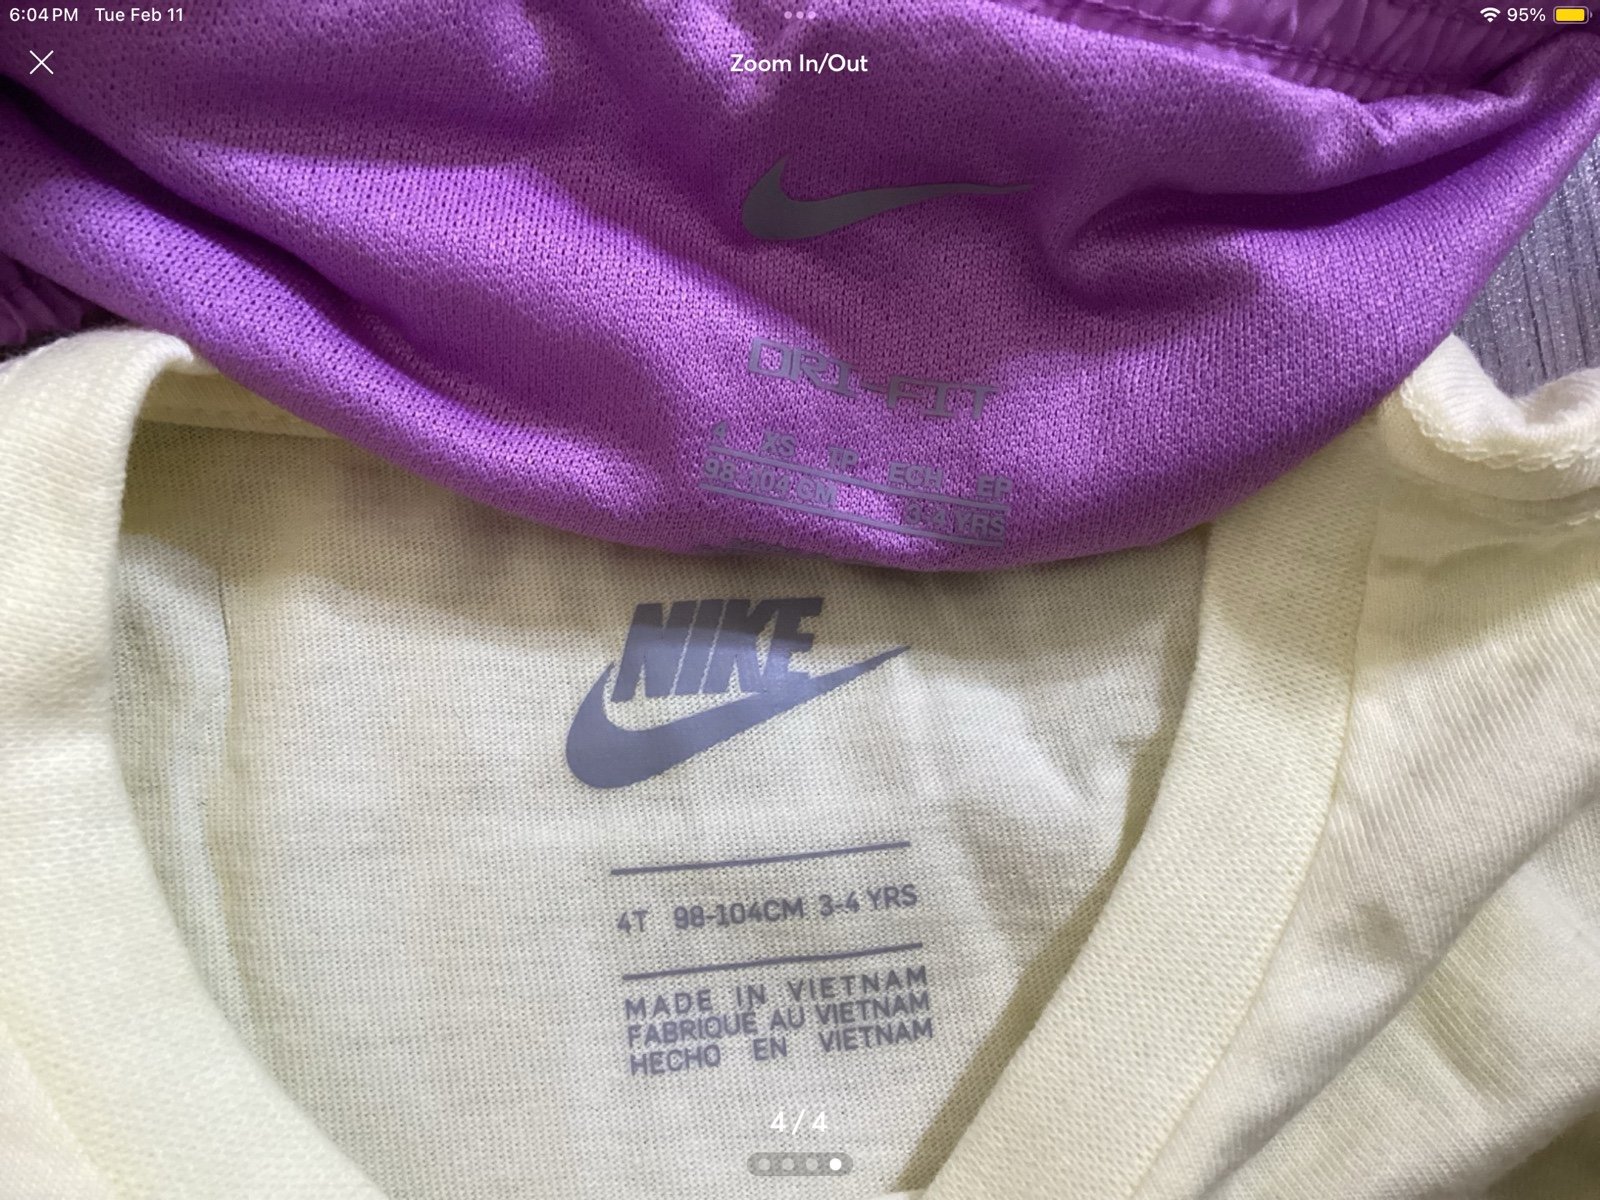 6:04 PM Tue Feb 11
95%
Zoom In/Out
DRI-FIT
4 XS TP ECH EP
98-104 CM 3-4 YRS
NIKE
4T 98-104CM 3-4 YRS
MADE IN VIETNAM
FABRIQUE AU VIETNAM
HECHO EN VIETNAM
4 / 4